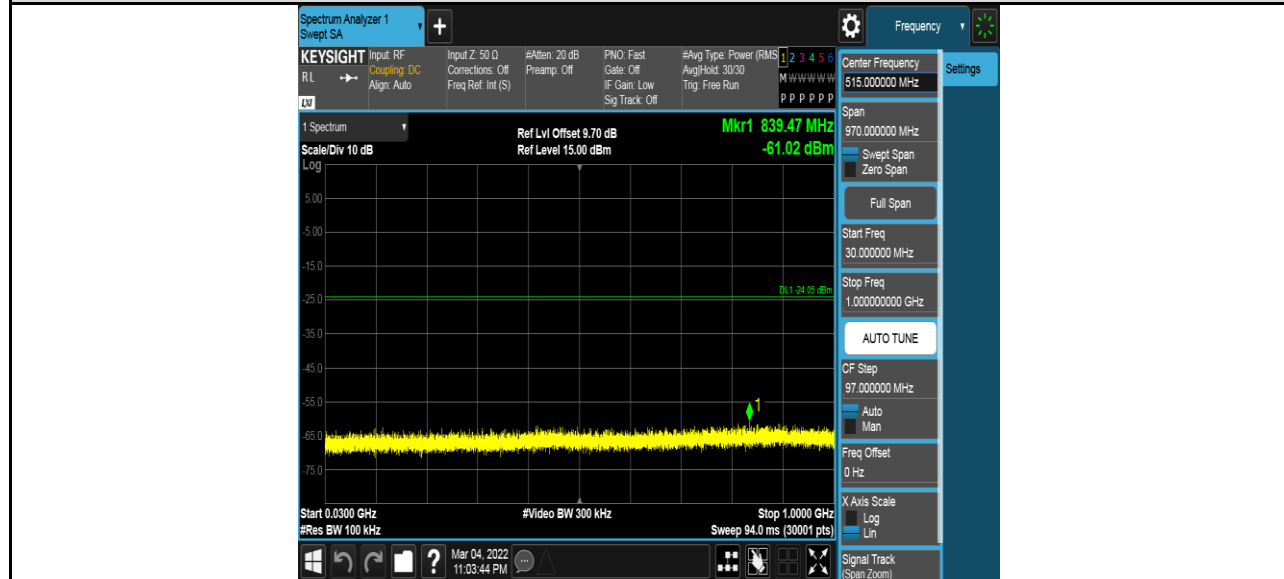 Spectrum Analyzer 1
Swept SA
+
Frequency
KEYSIGHT
RL
LXI
Input: RF
Coupling: DC
Align: Auto
Input Z: 50 Ω
Corrections: Off
Freq Ref: Int (S)
#Atten: 20 dB
Preamp: Off
PNO: Fast
Gate: Off
IF Gain: Low
Sig Track: Off
#Avg Type: Power (RMS
Avg|Hold: 30/30
Trig: Free Run
1 2 3 4 5 6
M W W W W W
P P P P P P
1 Spectrum
Scale/Div 10 dB
Ref Lvl Offset 9.70 dB
Ref Level 15.00 dBm
Mkr1 839.47 MHz
-61.02 dBm
Log
5.00
-5.00
-15.0
DL1 -24.05 dBm
-25.0
-35.0
-45.0
-55.0
1
-65.0
-75.0
Start 0.0300 GHz
#Res BW 100 kHz
#Video BW 300 kHz
Stop 1.0000 GHz
Sweep 94.0 ms (30001 pts)
?
Mar 04, 2022
11:03:44 PM
Center Frequency
515.000000 MHz
Settings
Span
970.000000 MHz
Swept Span
Zero Span
Full Span
Start Freq
30.000000 MHz
Stop Freq
1.000000000 GHz
AUTO TUNE
CF Step
97.000000 MHz
Auto
Man
Freq Offset
0 Hz
X Axis Scale
Log
Lin
Signal Track
(Span Zoom)